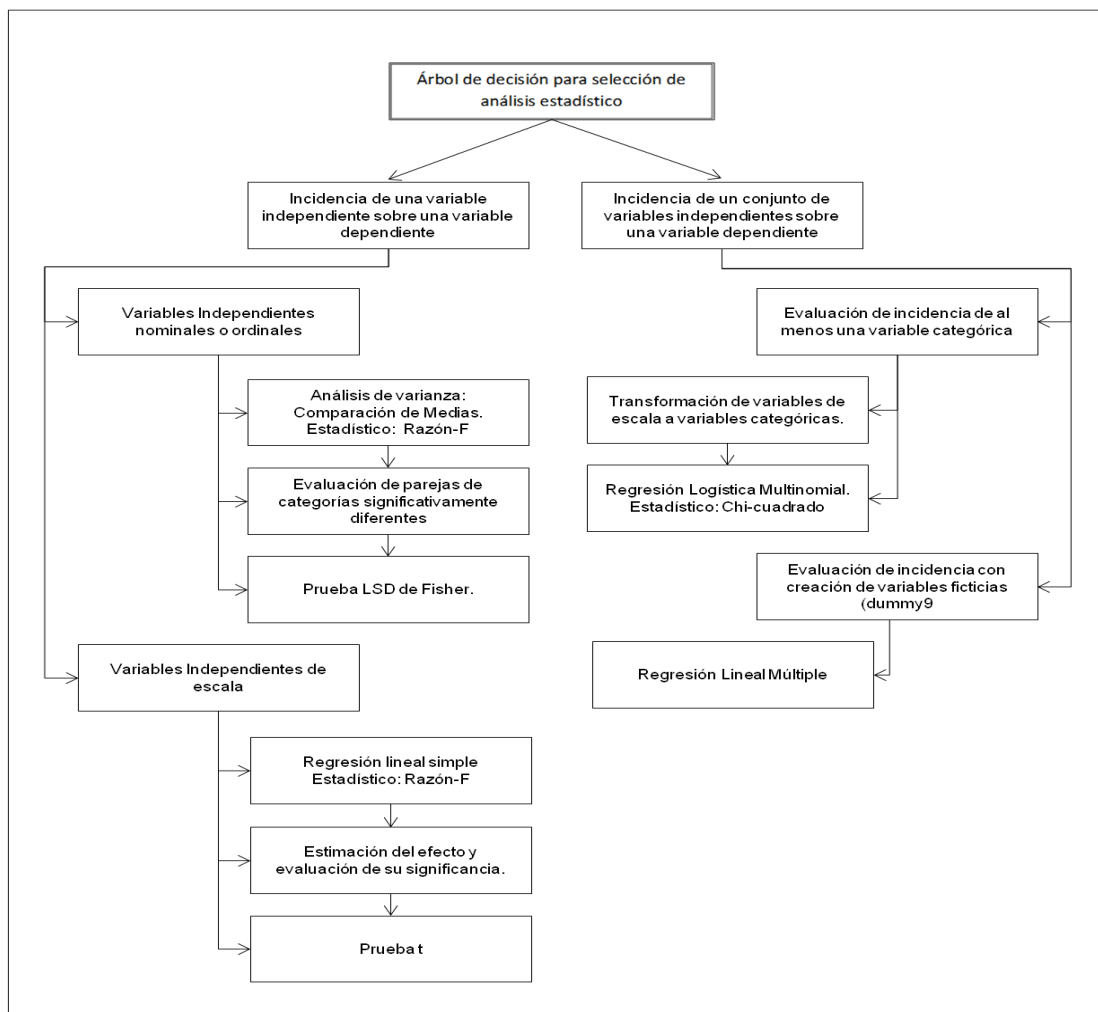 Árbol de decisión para selección de
análisis estadístico
Incidencia de una variable
independiente sobre una variable
dependiente
Incidencia de un conjunto de
variables independientes sobre
una variable dependiente
Variables Independientes
nominales o ordinales
Análisis de varianza:
Comparación de Medias.
Estadístico: Razón-F
Evaluación de parejas de
categorías significativamente
diferentes
Prueba LSD de Fisher.
Variables Independientes de
escala
Regresión lineal simple
Estadístico: Razón-F
Estimación del efecto y
evaluación de su significancia.
Prueba t
Evaluación de incidencia de al
menos una variable categórica
Transformación de variables de
escala a variables categóricas.
Regresión Logística Multinomial.
Estadístico: Chi-cuadrado
Evaluación de incidencia con
creación de variables ficticias
(dummy9
Regresión Lineal Múltiple